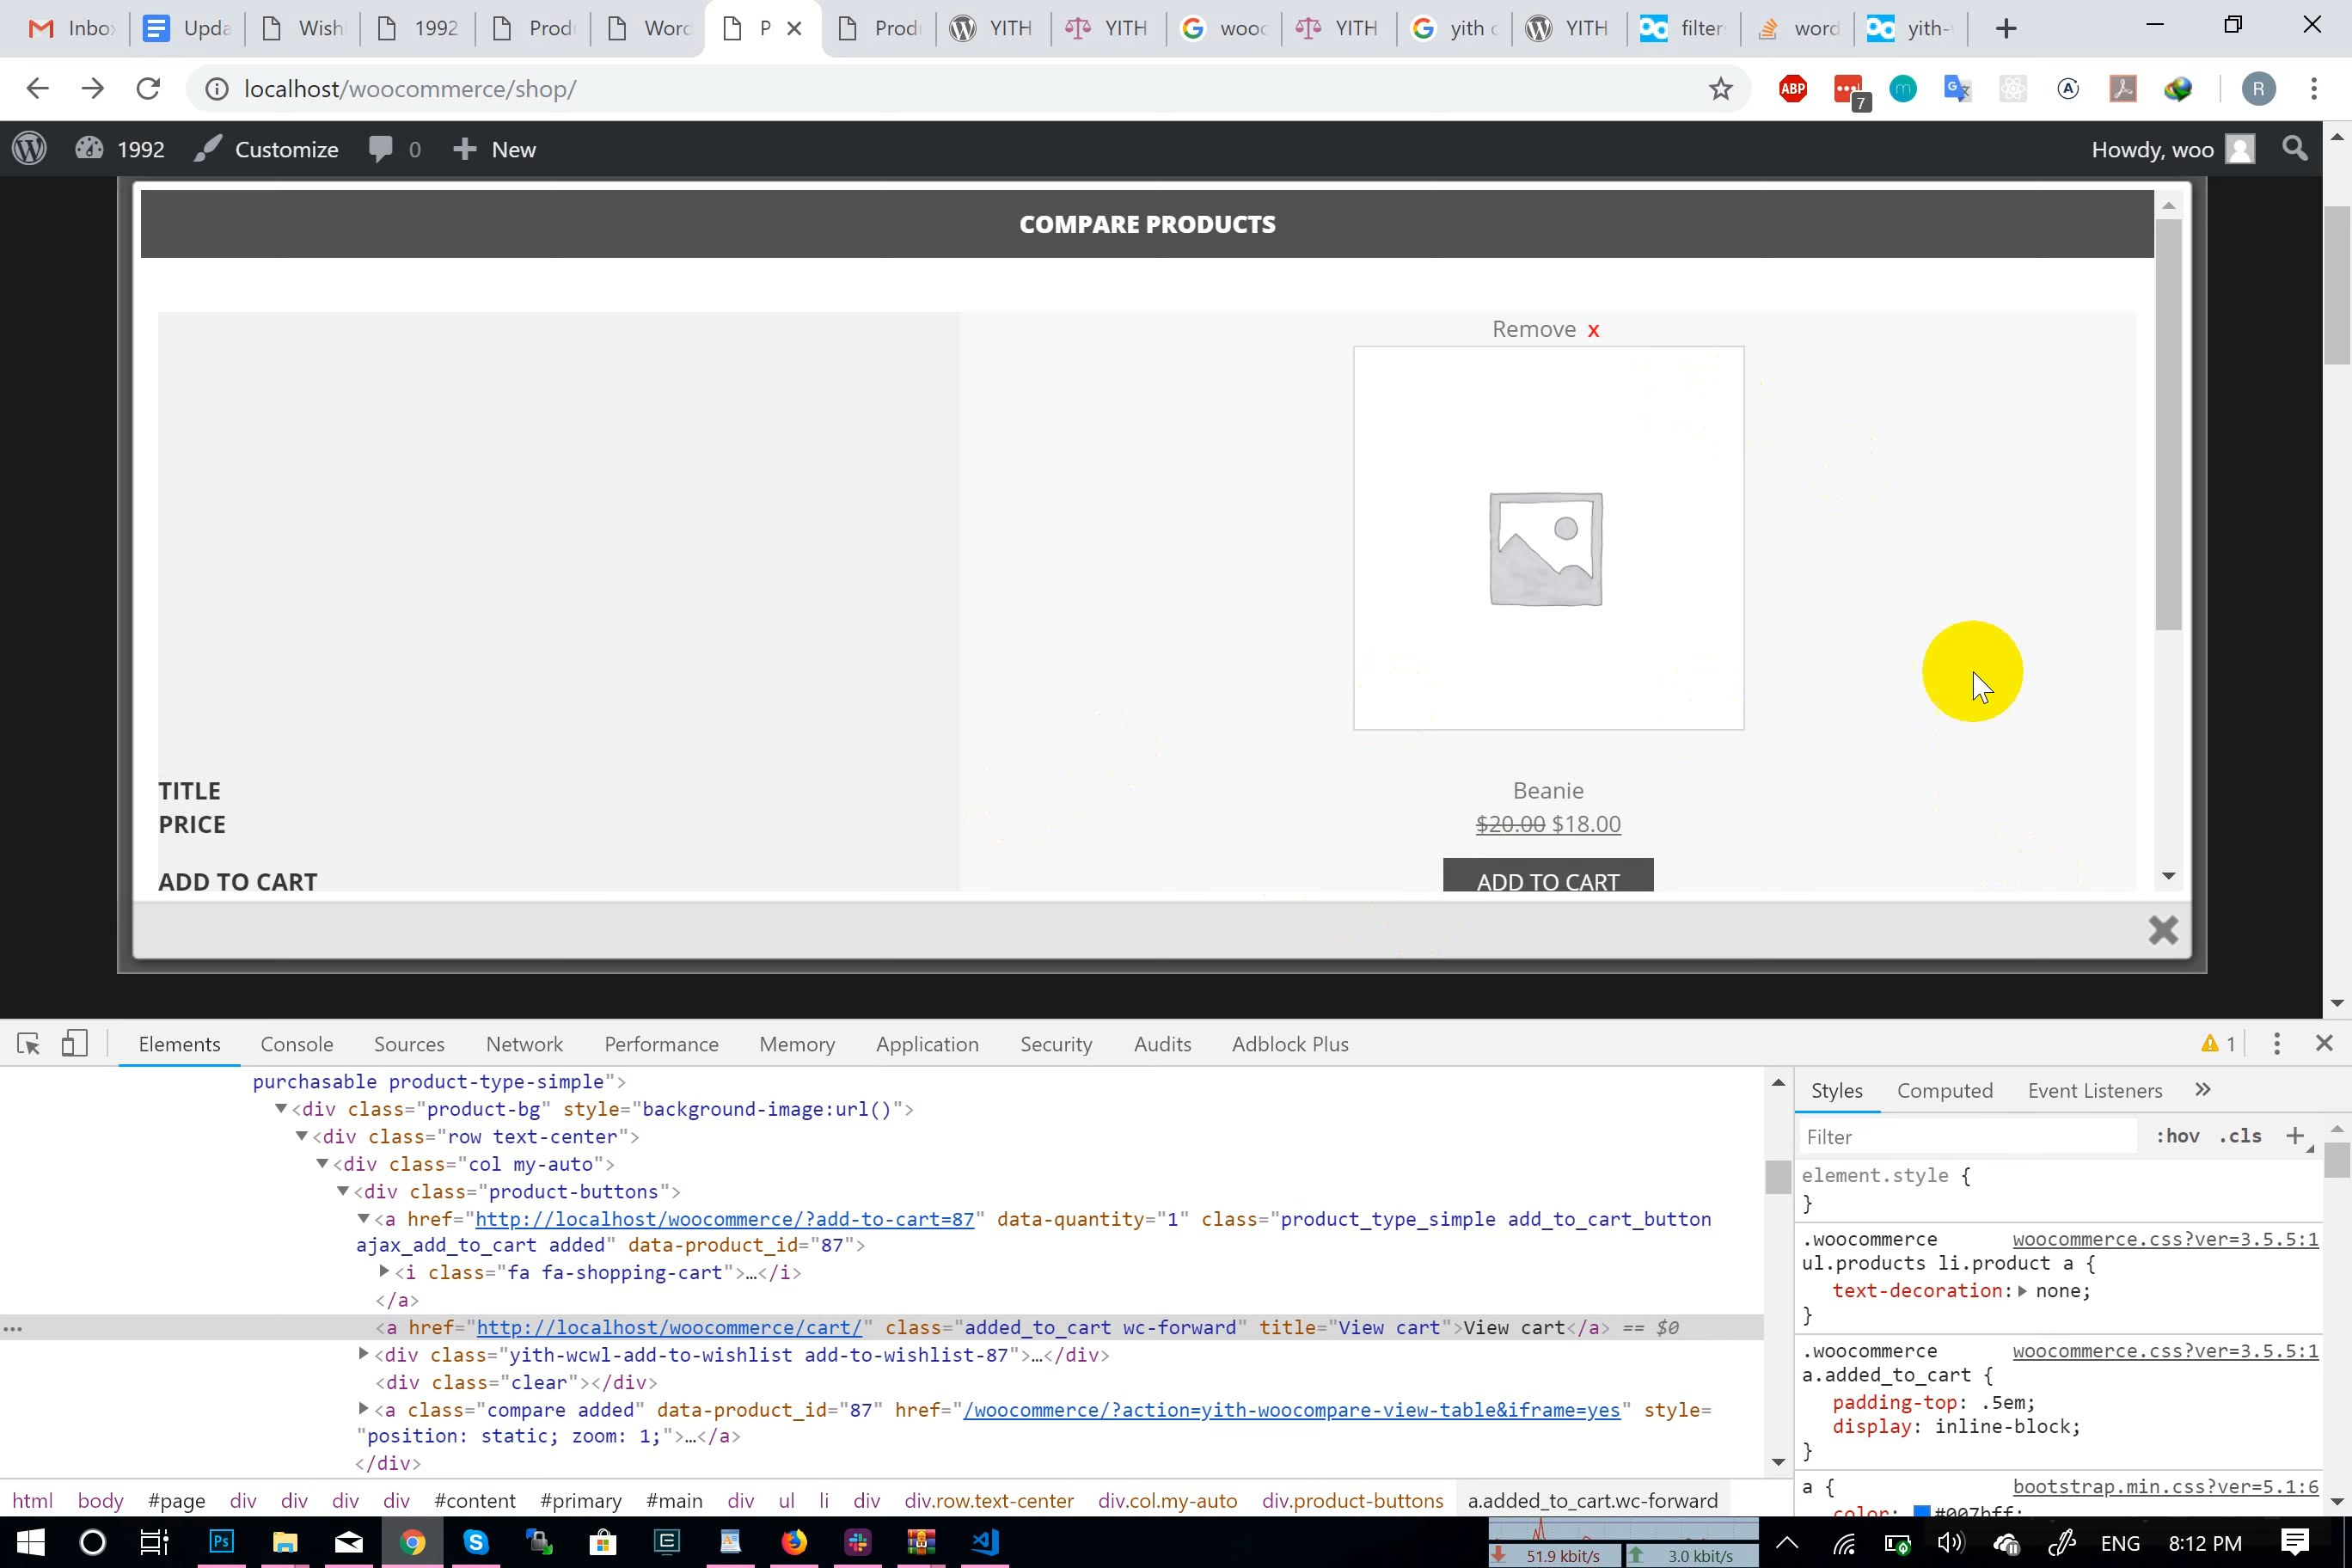 Inbo Upda Wish 1992 Prod Word P Prod YITH YITH wooc YITH yith c YITH filter word yith-
localhost/woocommerce/shop/
ABP 7 m A R
1992 Customize 0 New Howdy, woo
COMPARE PRODUCTS
Remove x
TITLE Beanie
PRICE $20.00 $18.00
ADD TO CART ADD TO CART
Elements Console Sources Network Performance Memory Application Security Audits Adblock Plus 1
purchasable product-type-simple">
<div class="product-bg" style="background-image:url()">
<div class="row text-center">
<div class="col my-auto">
<div class="product-buttons">
<a href="http://localhost/woocommerce/?add-to-cart=87" data-quantity="1" class="product_type_simple add_to_cart_button
ajax_add_to_cart added" data-product_id="87">
<i class="fa fa-shopping-cart">…</i>
</a>
<a href="http://localhost/woocommerce/cart/" class="added_to_cart wc-forward" title="View cart">View cart</a> == $0
<div class="yith-wcwl-add-to-wishlist add-to-wishlist-87">…</div>
<div class="clear"></div>
<a class="compare added" data-product_id="87" href="/woocommerce/?action=yith-woocompare-view-table&iframe=yes" style=
"position: static; zoom: 1;">…</a>
</div>
html body #page div div div div #content #primary #main div ul li div div.row.text-center div.col.my-auto div.product-buttons a.added_to_cart.wc-forward
Styles Computed Event Listeners »
Filter :hov .cls +
element.style {
}
.woocommerce woocommerce.css?ver=3.5.5:1
ul.products li.product a {
text-decoration: none;
}
.woocommerce woocommerce.css?ver=3.5.5:1
a.added_to_cart {
padding-top: .5em;
display: inline-block;
}
a { bootstrap.min.css?ver=5.1:6
color: #007bff;
51.9 kbit/s 3.0 kbit/s ENG 8:12 PM